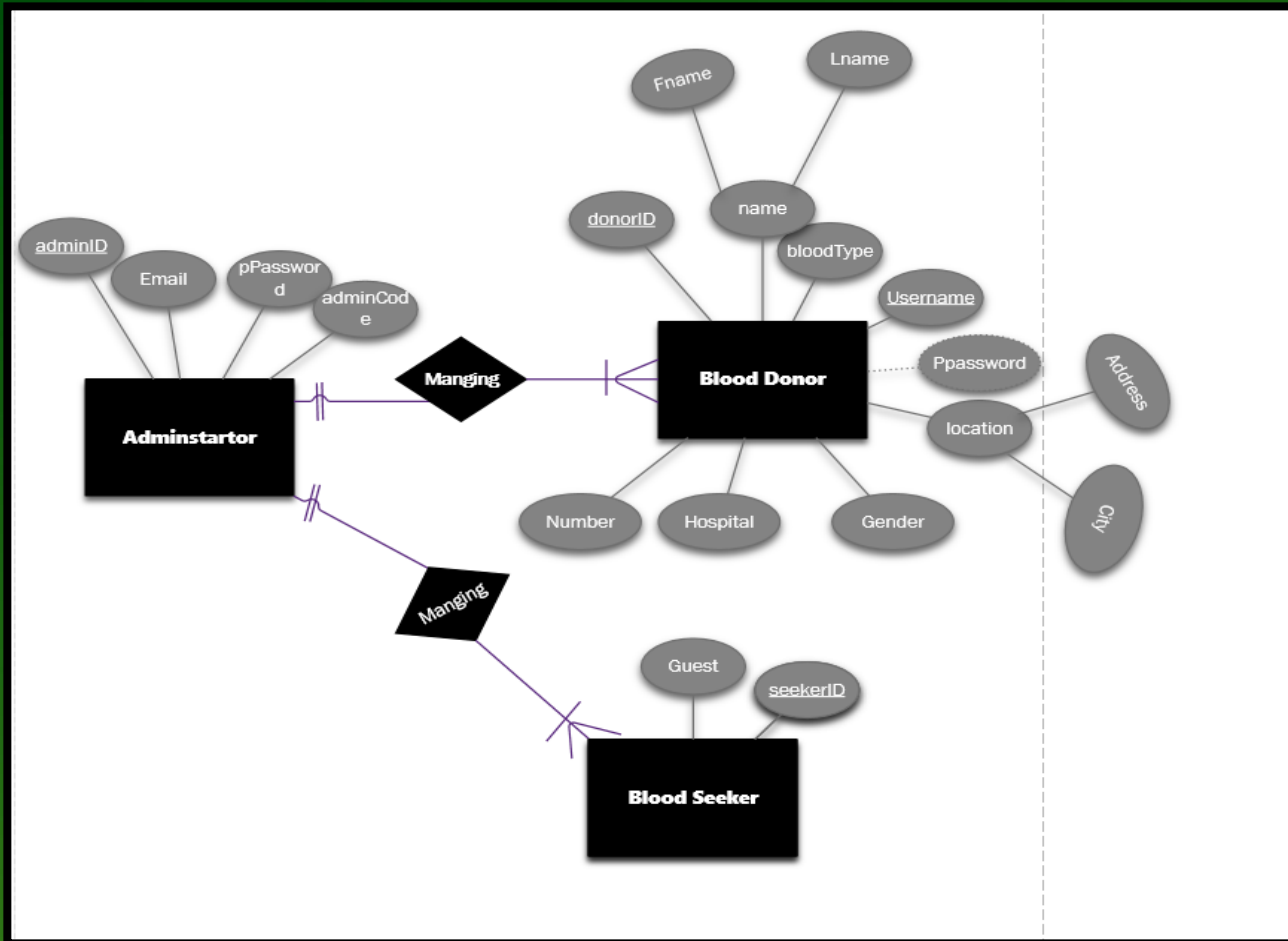 Fname
Lname
donorID
name
bloodType
adminID
Email
pPasswor
d
adminCod
e
Username
Manging
Blood Donor
Ppassword
Address
location
Adminstartor
Number
Hospital
Gender
City
Manging
Guest
seekerID
Blood Seeker